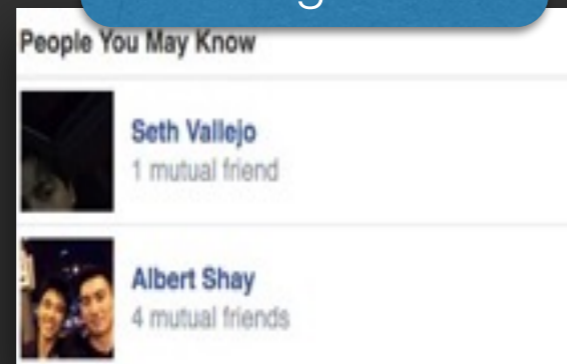 People You May Know
Seth Vallejo
1 mutual friend
Albert Shay
4 mutual friends